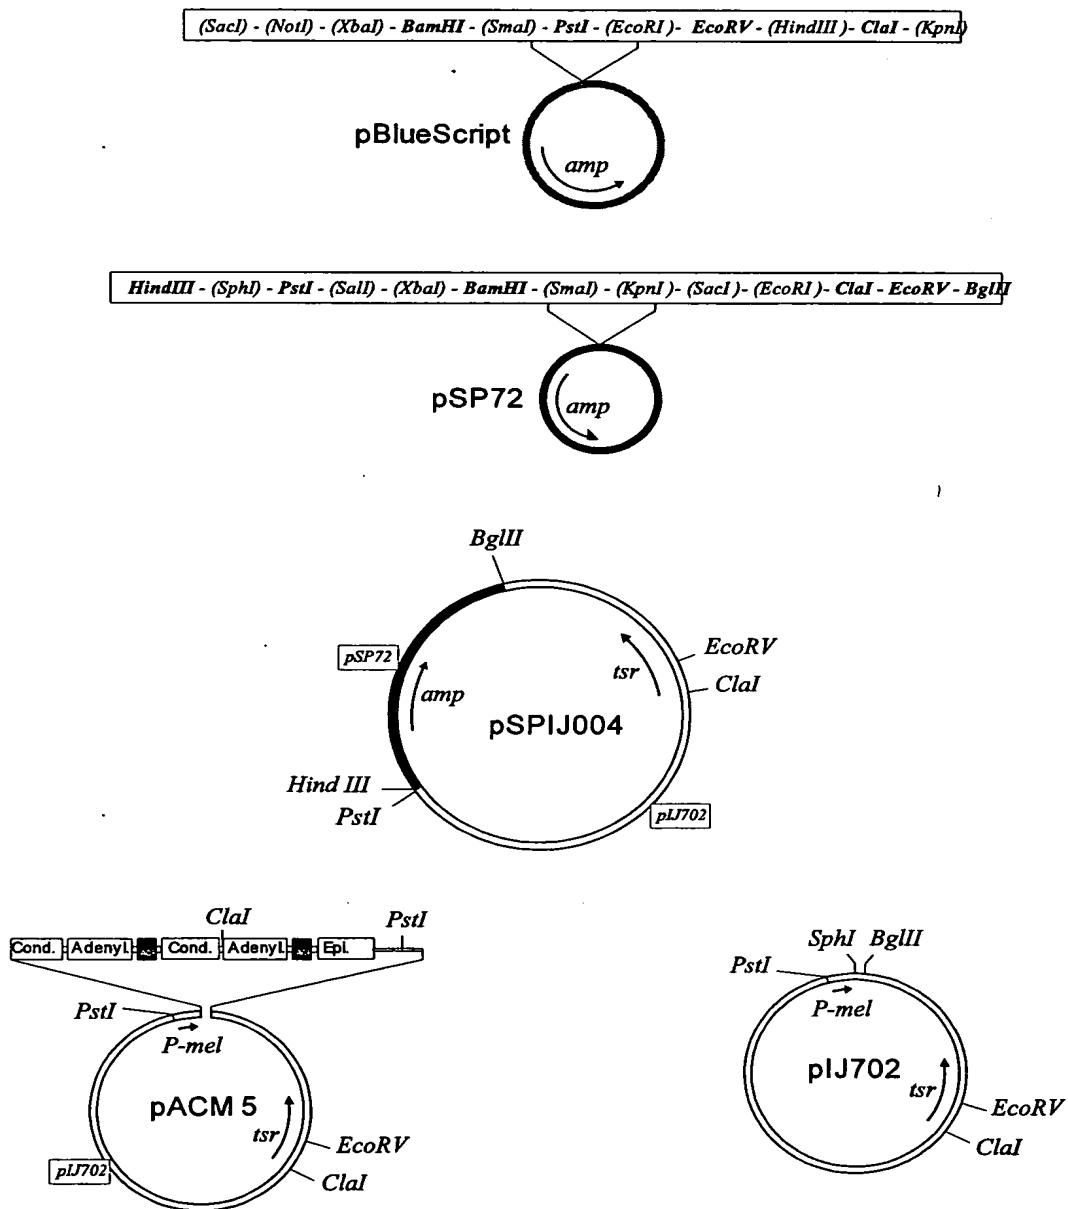 (SacI) - (NotI) - (XbaI) - BamHI - (SmaI) - PstI - (EcoRI) - EcoRV - (HindIII) - ClaI - (KpnI)
pBlueScript
amp
HindIII - (SphI) - PstI - (SalI) - (XbaI) - BamHI - (SmaI) - (KpnI) - (SacI) - (EcoRI) - ClaI - EcoRV - BglII
pSP72
amp
BglII
pSP72
amp
tsr
EcoRV
ClaI
pSPIJ004
Hind III
PstI
pIJ702
ClaI
PstI
Cond. Adenyl. Cond. Adenyl. Epi.
PstI
P-mel
pACM 5
tsr
EcoRV
pIJ702
ClaI
SphI BglII
PstI
P-mel
pIJ702
tsr
EcoRV
ClaI